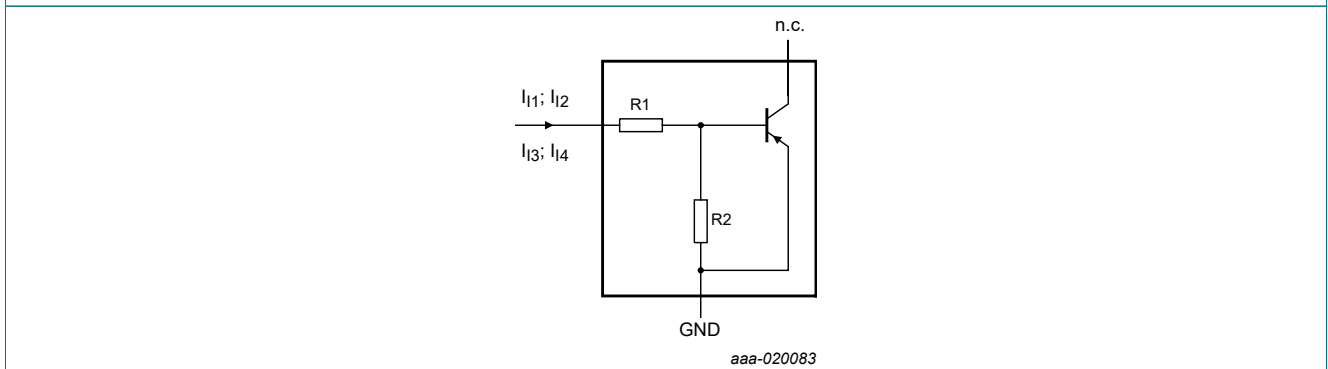 n.c.
I_I1; I_I2
R1
I_I3; I_I4
R2
GND
aaa-020083